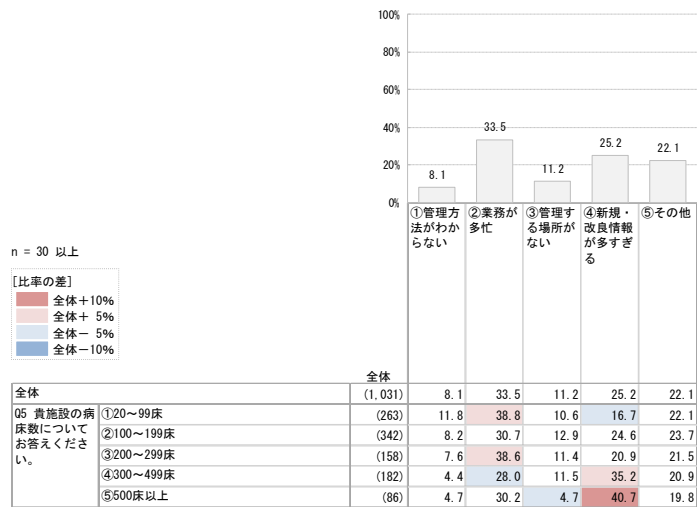 100%
80%
60%
40%
20%
0%
8.1
33.5
11.2
25.2
22.1
①管理方
法がわか
らない
②業務が
多忙
③管理す
る場所が
ない
④新規・
改良情報
が多すぎ
る
⑤その他
n = 30 以上
[比率の差]
全体＋10%
全体＋ 5%
全体－ 5%
全体－10%
全体
全体 (1,031) 8.1 33.5 11.2 25.2 22.1
Q5 貴施設の病
床数について
お答えくださ
い。
①20～99床 (263) 11.8 38.8 10.6 16.7 22.1
②100～199床 (342) 8.2 30.7 12.9 24.6 23.7
③200～299床 (158) 7.6 38.6 11.4 20.9 21.5
④300～499床 (182) 4.4 28.0 11.5 35.2 20.9
⑤500床以上 (86) 4.7 30.2 4.7 40.7 19.8